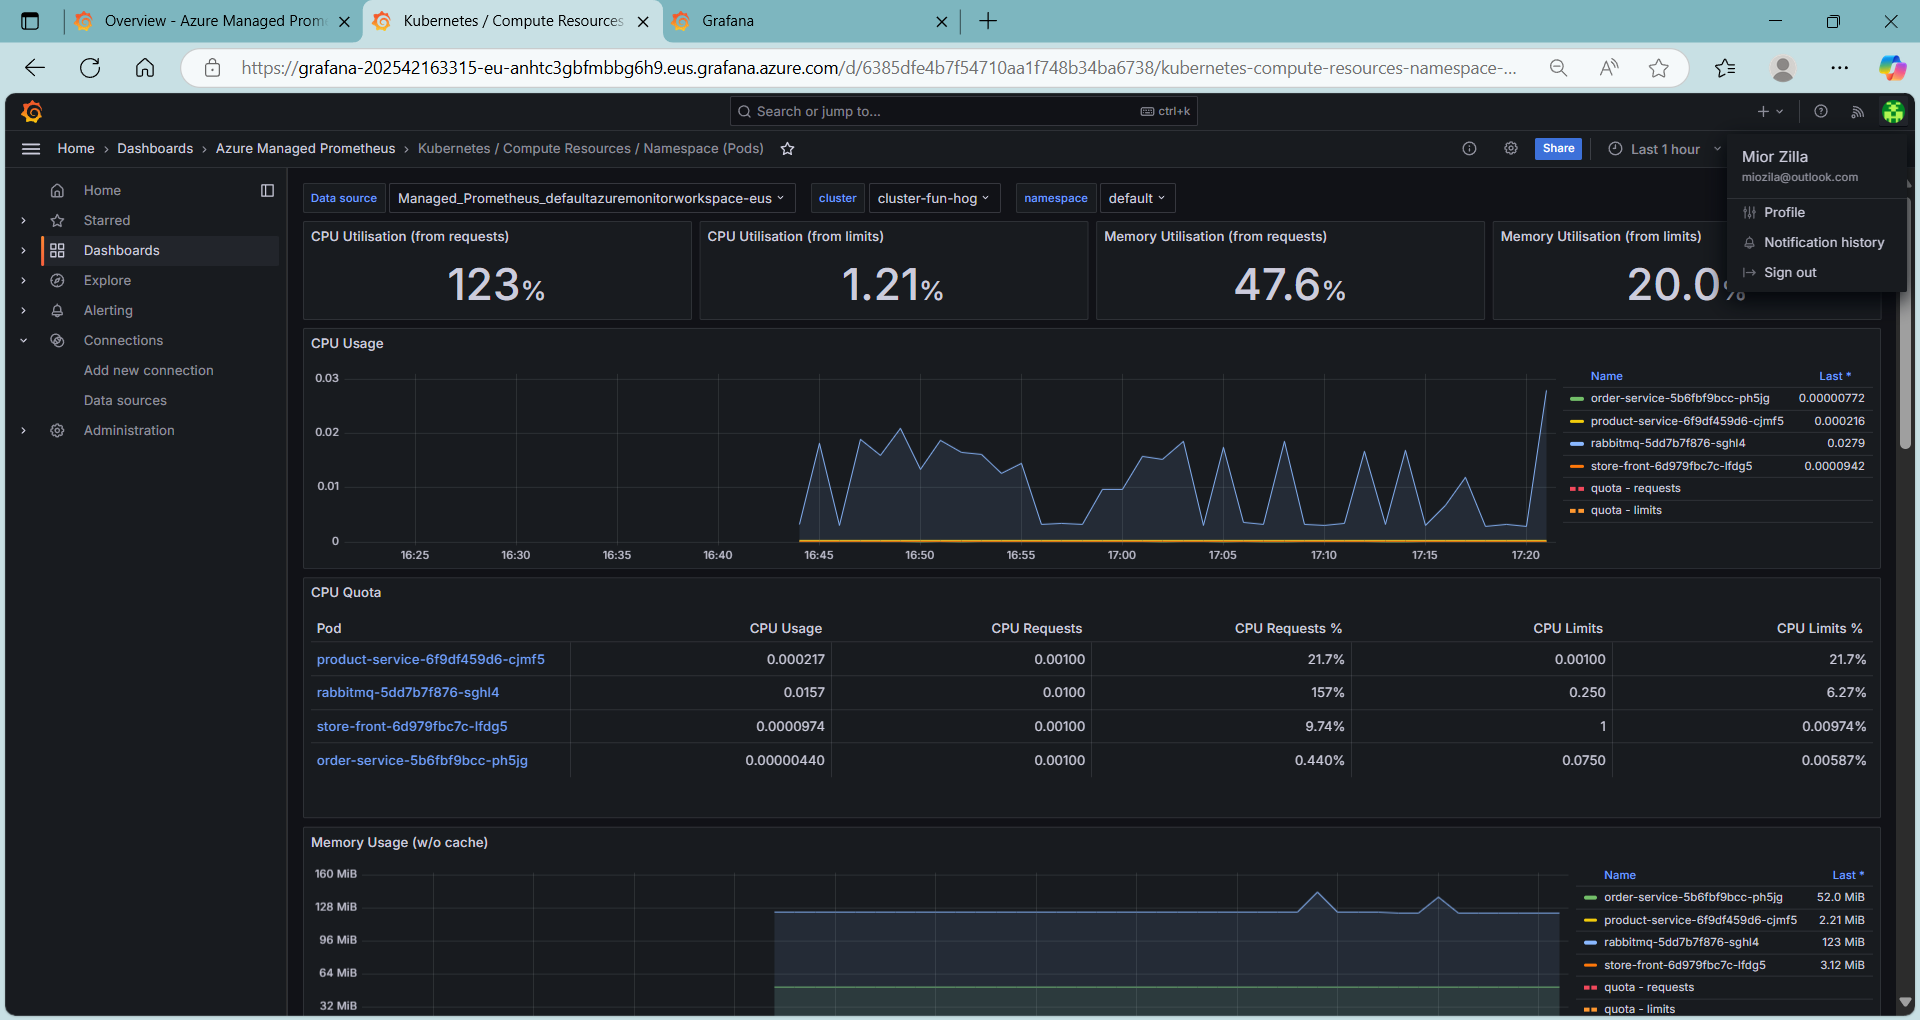 Overview - Azure Managed Prom
Kubernetes / Compute Resources
Grafana
https://grafana-202542163315-eu-anhtc3gbfmbbg6h9.eus.grafana.azure.com/d/6385dfe4b7f54710aa1f748b34ba6738/kubernetes-compute-resources-namespace-...
Search or jump to...
ctrl+k
Home › Dashboards › Azure Managed Prometheus › Kubernetes / Compute Resources / Namespace (Pods)
Share
Last 1 hour
Mior Zilla
miozila@outlook.com
Profile
Notification history
Sign out
Home
Starred
Dashboards
Explore
Alerting
Connections
Add new connection
Data sources
Administration
Data source Managed_Prometheus_defaultazuremonitorworkspace-eus cluster cluster-fun-hog namespace default
CPU Utilisation (from requests)
123%
CPU Utilisation (from limits)
1.21%
Memory Utilisation (from requests)
47.6%
Memory Utilisation (from limits)
20.0%
CPU Usage
0.03
0.02
0.01
0
16:25 16:30 16:35 16:40 16:45 16:50 16:55 17:00 17:05 17:10 17:15 17:20
Name Last *
order-service-5b6fbf9bcc-ph5jg 0.00000772
product-service-6f9df459d6-cjmf5 0.000216
rabbitmq-5dd7b7f876-sghl4 0.0279
store-front-6d979fbc7c-lfdg5 0.0000942
quota - requests
quota - limits
CPU Quota
Pod CPU Usage CPU Requests CPU Requests % CPU Limits CPU Limits %
product-service-6f9df459d6-cjmf5 0.000217 0.00100 21.7% 0.00100 21.7%
rabbitmq-5dd7b7f876-sghl4 0.0157 0.0100 157% 0.250 6.27%
store-front-6d979fbc7c-lfdg5 0.0000974 0.00100 9.74% 1 0.00974%
order-service-5b6fbf9bcc-ph5jg 0.00000440 0.00100 0.440% 0.0750 0.00587%
Memory Usage (w/o cache)
160 MiB
128 MiB
96 MiB
64 MiB
32 MiB
Name Last *
order-service-5b6fbf9bcc-ph5jg 52.0 MiB
product-service-6f9df459d6-cjmf5 2.21 MiB
rabbitmq-5dd7b7f876-sghl4 123 MiB
store-front-6d979fbc7c-lfdg5 3.12 MiB
quota - requests
quota - limits